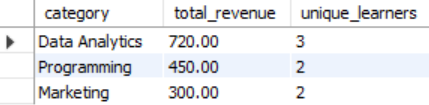 category total_revenue unique_learners
Data Analytics 720.00 3
Programming 450.00 2
Marketing 300.00 2